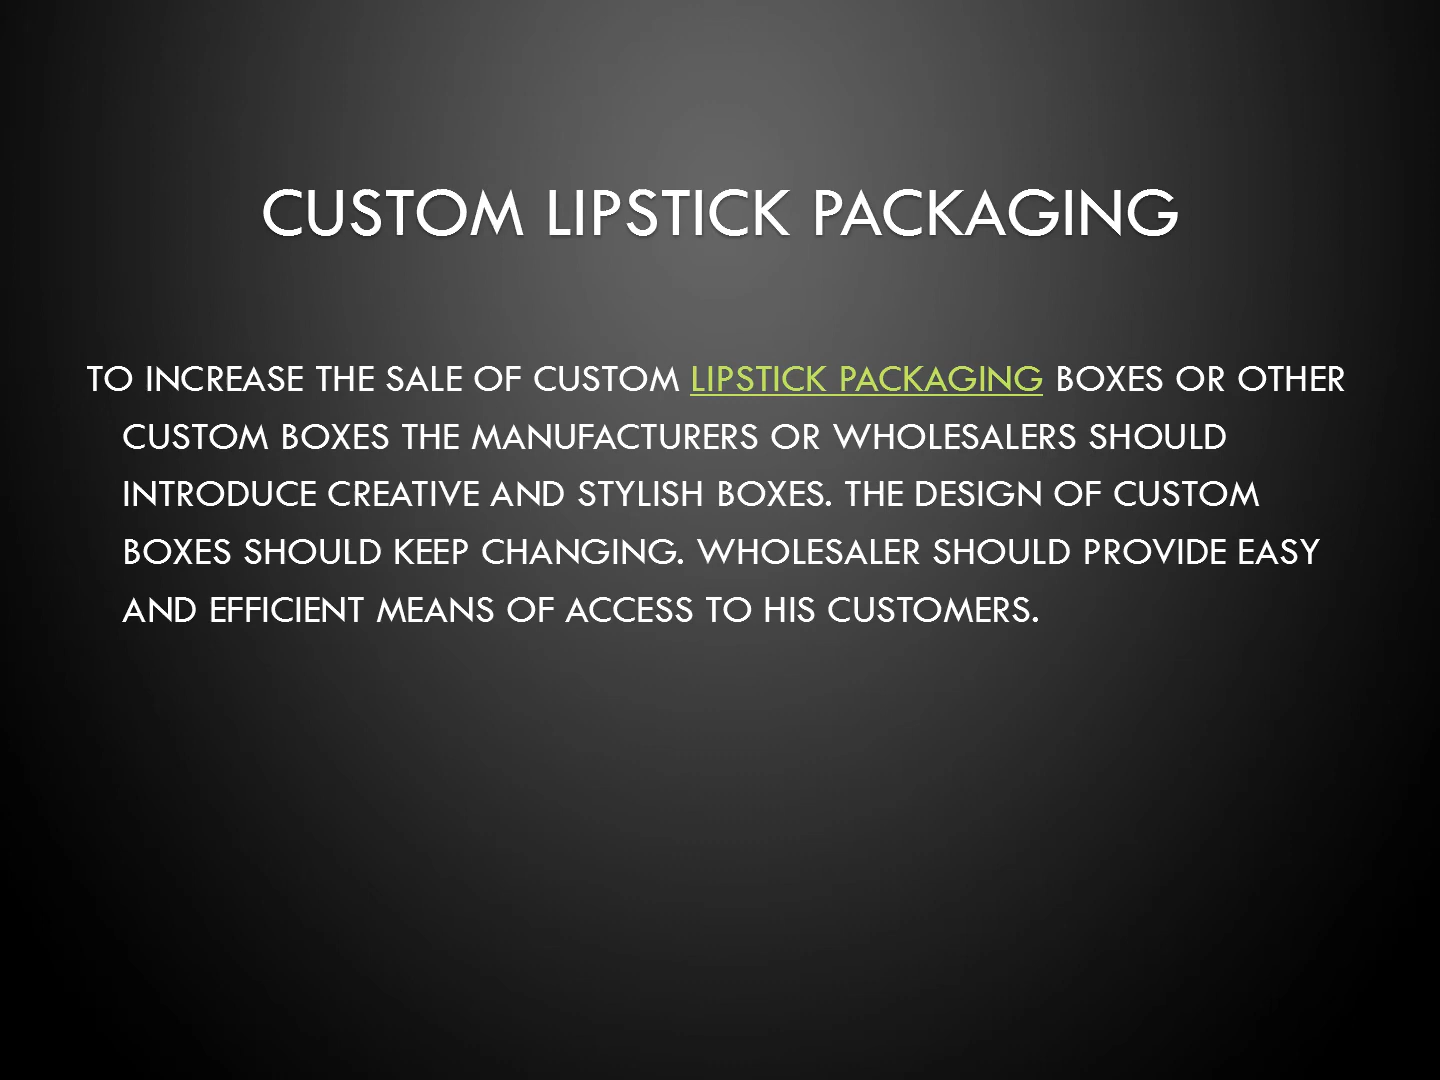 CUSTOM LIPSTICK PACKAGING
TO INCREASE THE SALE OF CUSTOM LIPSTICK PACKAGING BOXES OR OTHER
CUSTOM BOXES THE MANUFACTURERS OR WHOLESALERS SHOULD
INTRODUCE CREATIVE AND STYLISH BOXES. THE DESIGN OF CUSTOM
BOXES SHOULD KEEP CHANGING. WHOLESALER SHOULD PROVIDE EASY
AND EFFICIENT MEANS OF ACCESS TO HIS CUSTOMERS.